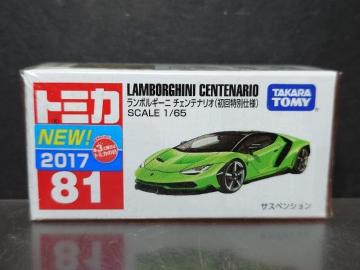 トミカ
LAMBORGHINI CENTENARIO
ランボルギーニ チェンテナリオ(初回特別仕様)
SCALE 1/65
TAKARA
TOMY
NEW!
2017
81
サスペンション